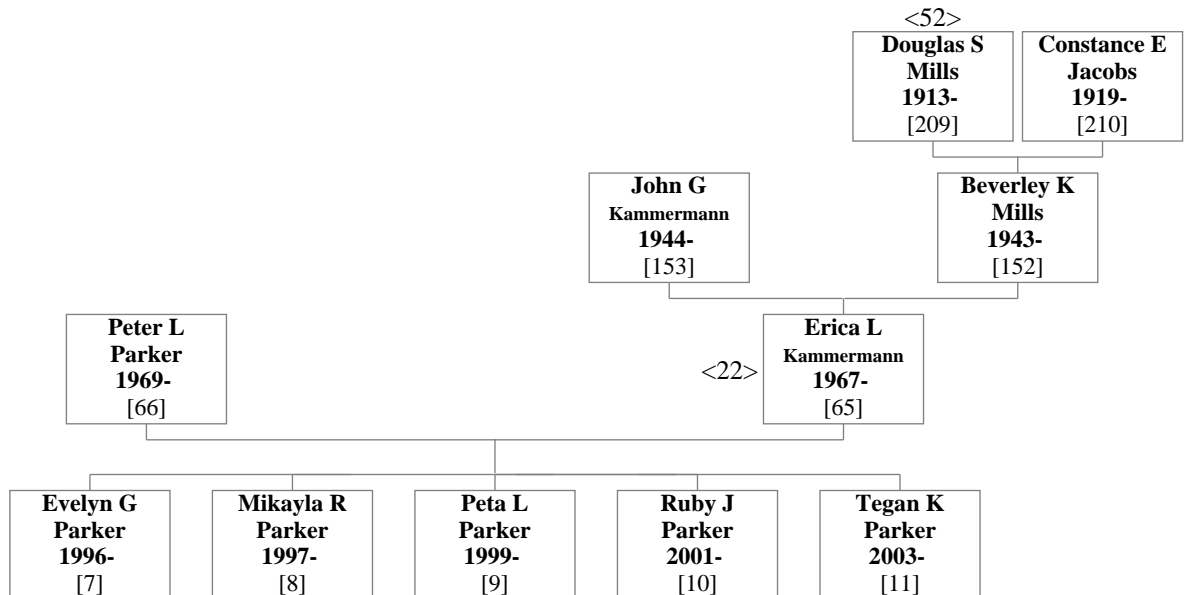 <52>
Douglas S
Mills
1913-
[209]
Constance E
Jacobs
1919-
[210]
John G
Kammermann
1944-
[153]
Beverley K
Mills
1943-
[152]
Peter L
Parker
1969-
[66]
<22>
Erica L
Kammermann
1967-
[65]
Evelyn G
Parker
1996-
[7]
Mikayla R
Parker
1997-
[8]
Peta L
Parker
1999-
[9]
Ruby J
Parker
2001-
[10]
Tegan K
Parker
2003-
[11]